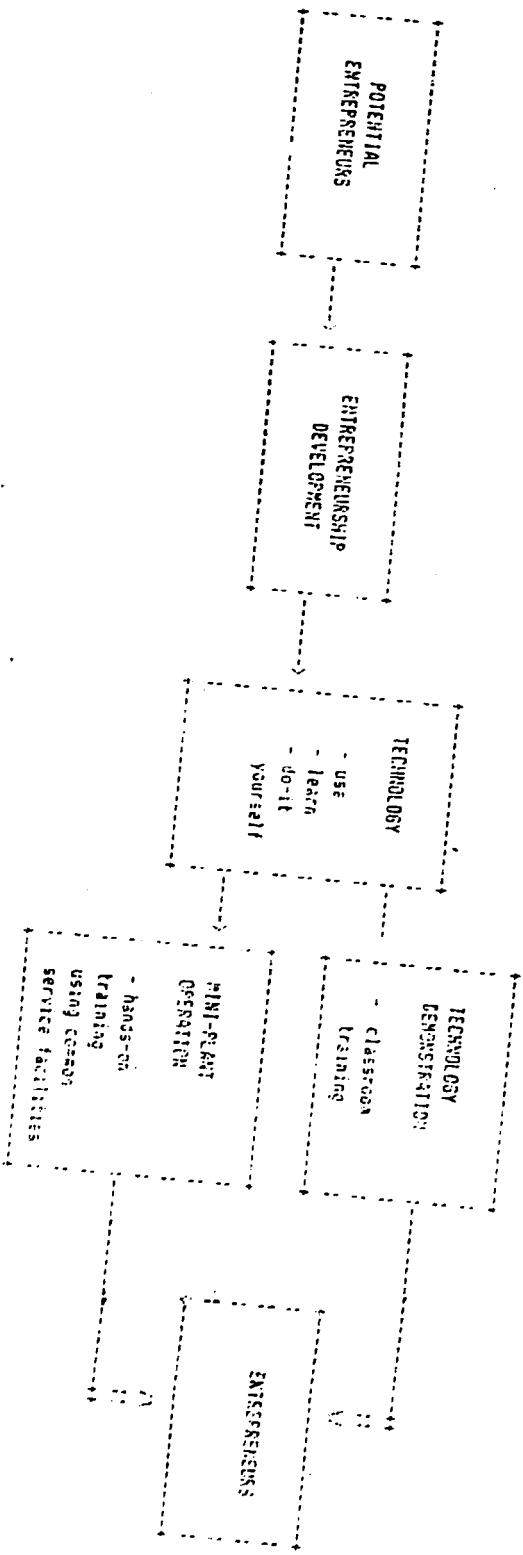 POTENTIAL
ENTREPRENEURS
ENTREPRENEURSHIP
DEVELOPMENT
TECHNOLOGY
- use
- learn
- do-it
yourself
TECHNOLOGY
DEMONSTRATION
- classroom
training
MINI-PLANT
OPERATION
- hands-on
training
using common
service facilities
ENTREPRENEURS